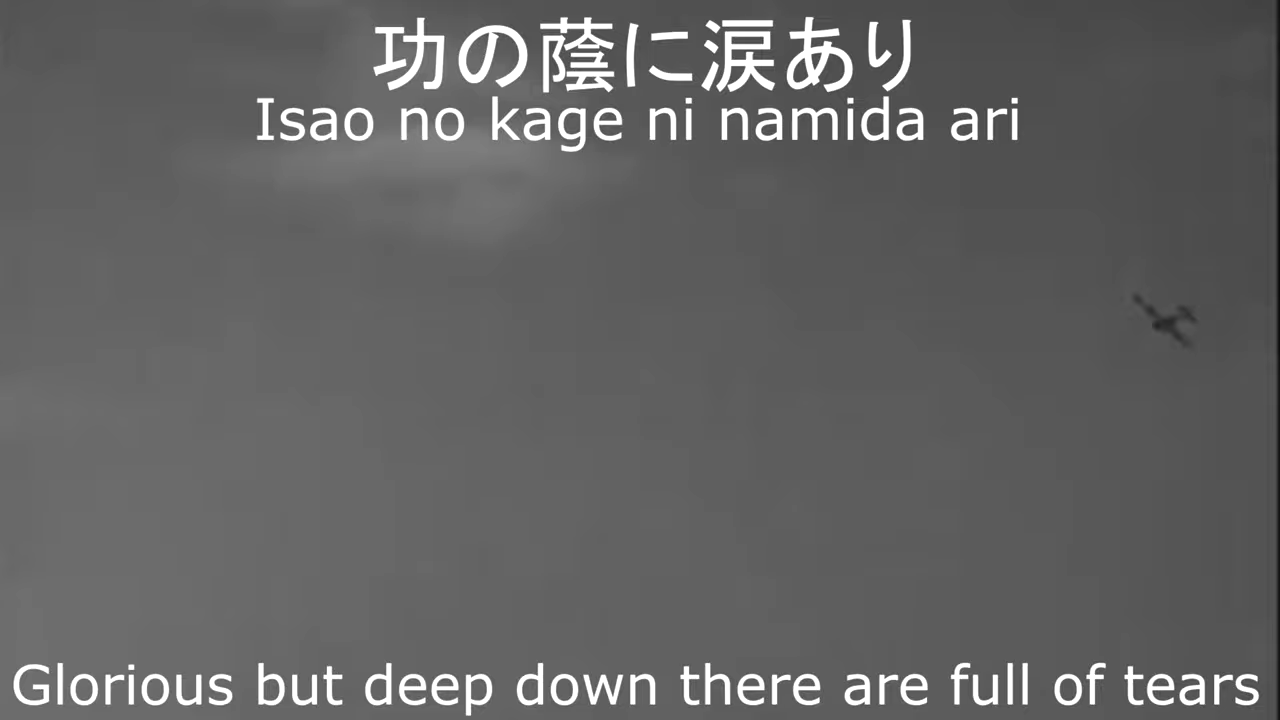 功の蔭に涙あり
Isao no kage ni namida ari
Glorious but deep down there are full of tears